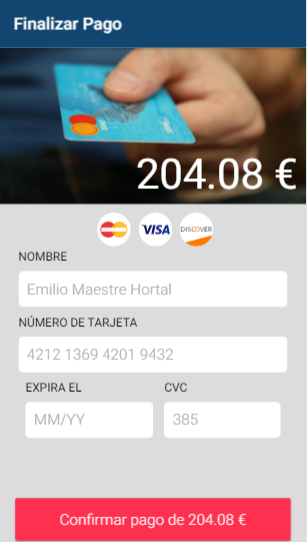 Finalizar Pago
204.08 €
VISA
DISCOVER
NOMBRE
Emilio Maestre Hortal
NÚMERO DE TARJETA
4212 1369 4201 9432
EXPIRA EL CVC
MM/YY 385
Confirmar pago de 204.08 €